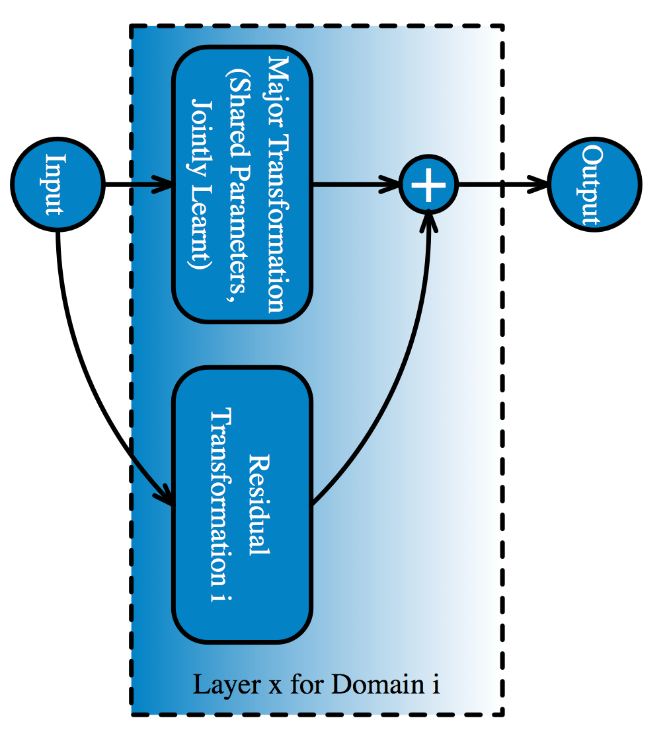 Input
Major Transformation
(Shared Parameters,
Jointly Learnt)
+
Output
Residual
Transformation i
Layer x for Domain i